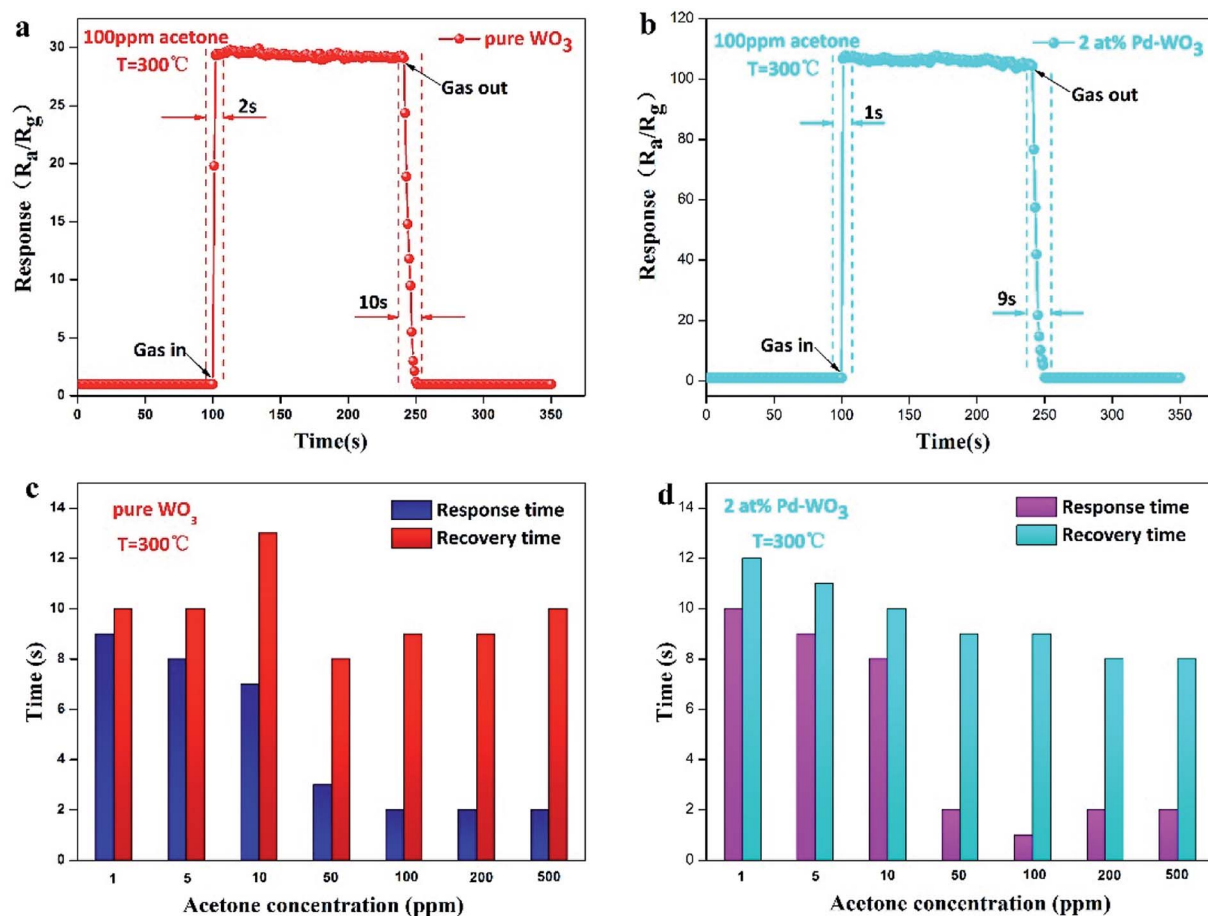 a
100ppm acetone
T=300℃
pure WO₃
Gas out
2s
10s
Gas in
Response（Rₐ/R_g）
30
25
20
15
10
5
0
0 50 100 150 200 250 300 350
Time(s)
b
100ppm acetone
T=300℃
2 at% Pd-WO₃
Gas out
1s
9s
Gas in
Response（Rₐ/R_g）
120
100
80
60
40
20
0
0 50 100 150 200 250 300 350
Time(s)
c
pure WO₃
T=300℃
Response time
Recovery time
Time (s)
14
12
10
8
6
4
2
0
1 5 10 50 100 200 500
Acetone concentration (ppm)
d
2 at% Pd-WO₃
T=300℃
Response time
Recovery time
Time (s)
14
12
10
8
6
4
2
0
1 5 10 50 100 200 500
Acetone concentration (ppm)